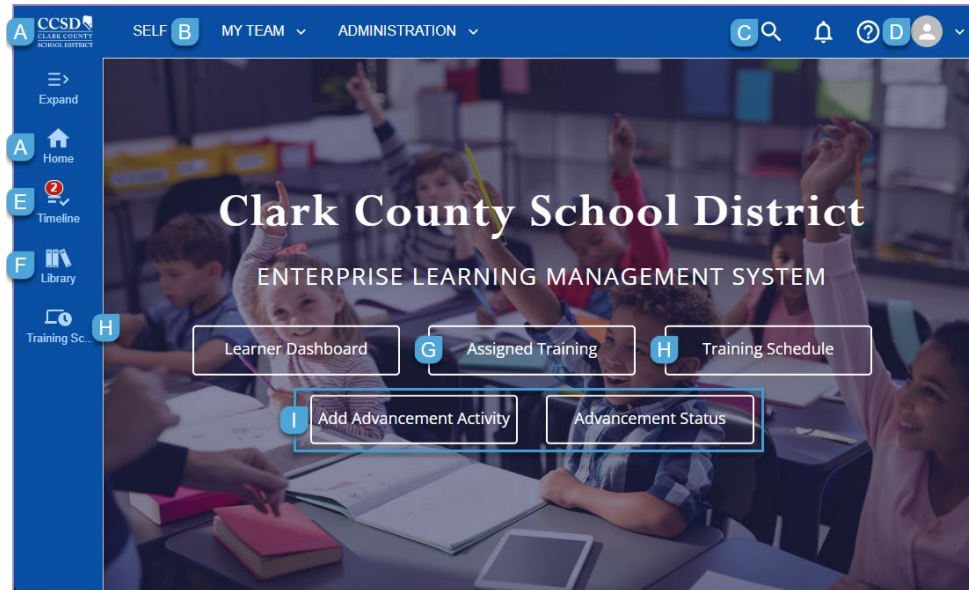 A
CCSD
CLARK COUNTY
SCHOOL DISTRICT
SELF B MY TEAM ADMINISTRATION C D
Expand
A
Home
2
E
Timeline
F
Library
H
Training Sc...
Clark County School District
ENTERPRISE LEARNING MANAGEMENT SYSTEM
Learner Dashboard G Assigned Training H Training Schedule
I Add Advancement Activity Advancement Status